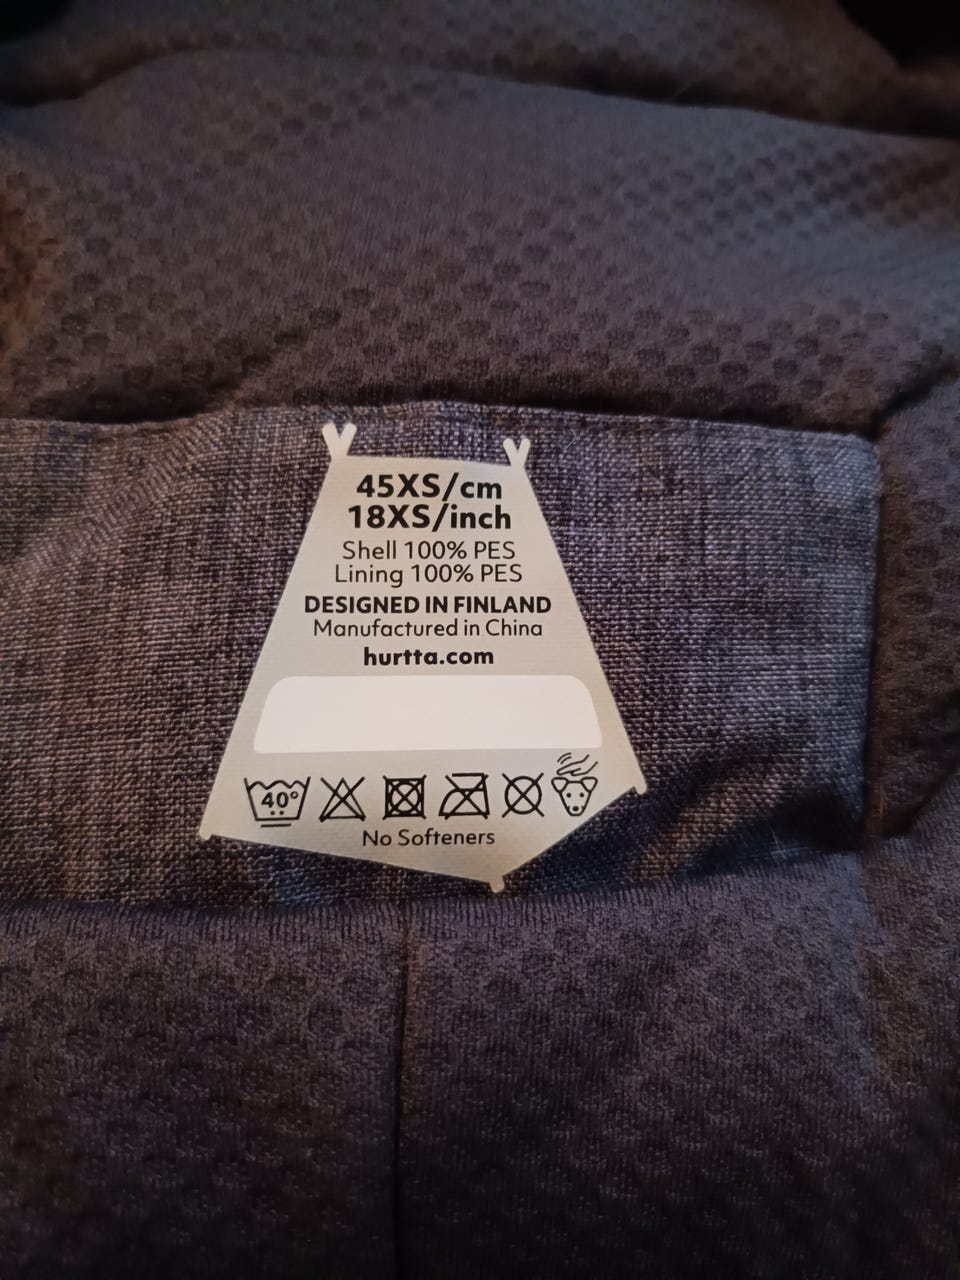 45XS/cm
18XS/inch
Shell 100% PES
Lining 100% PES
DESIGNED IN FINLAND
Manufactured in China
hurtta.com
40°
No Softeners